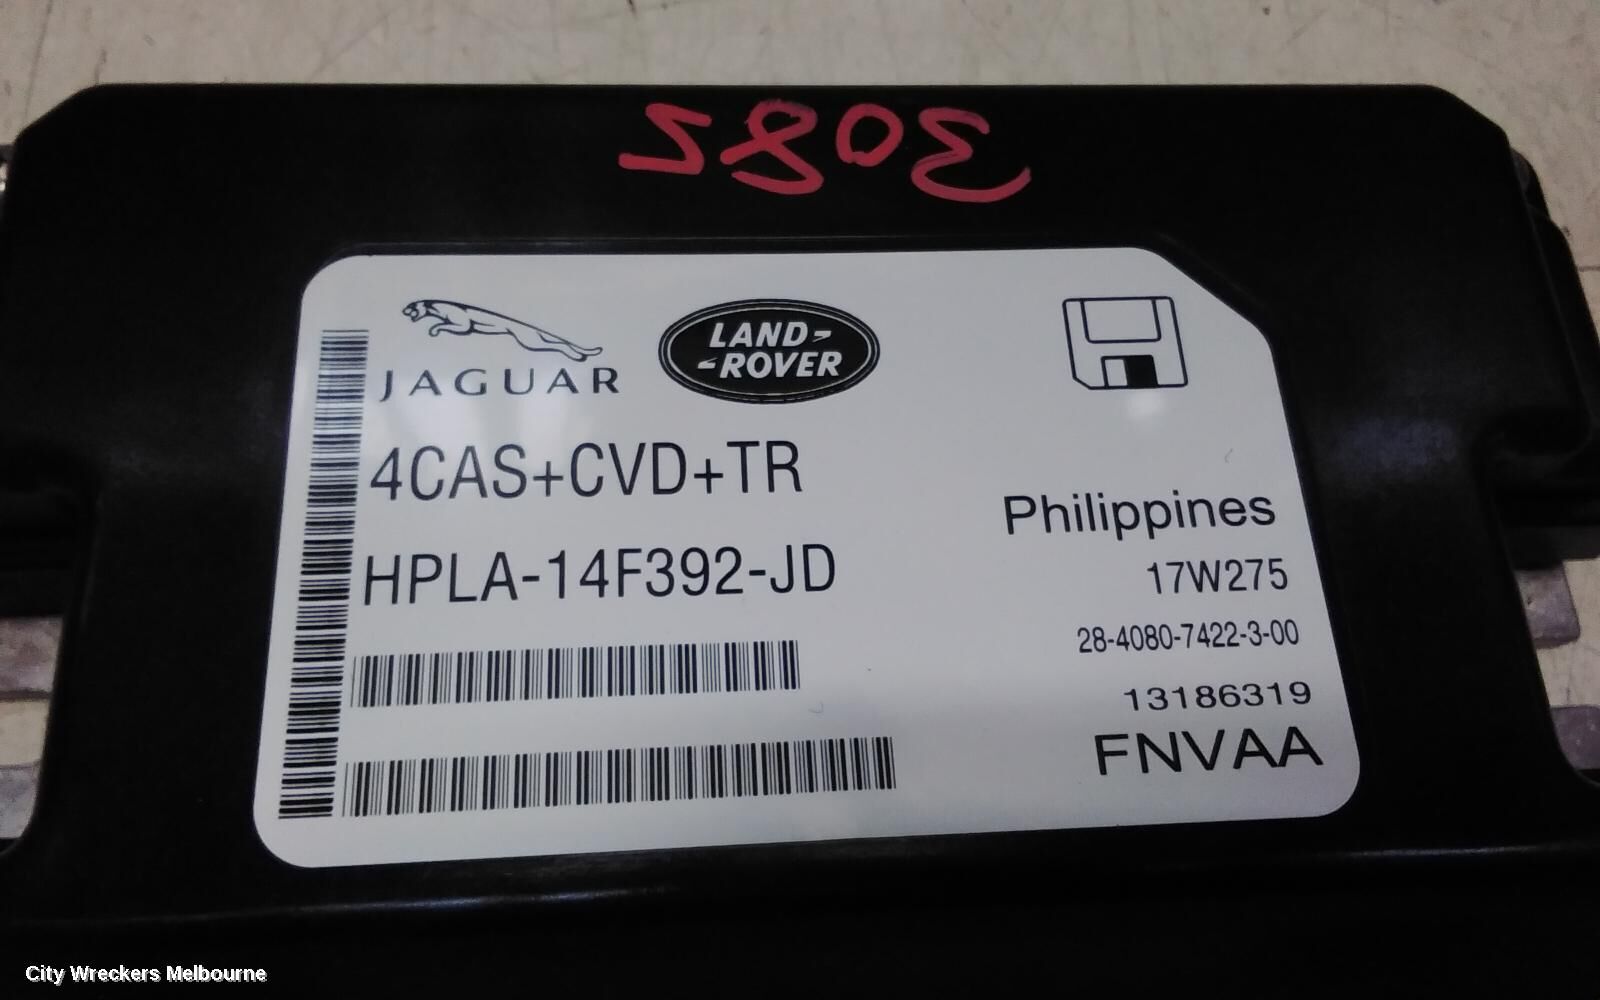 3082
JAGUAR
LAND-
-ROVER
4CAS+CVD+TR
HPLA-14F392-JD
Philippines
17W275
28-4080-7422-3-00
13186319
FNVAA
City Wreckers Melbourne